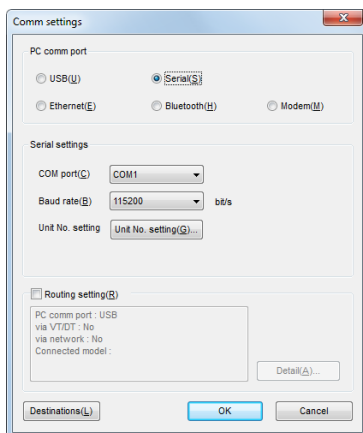 Comm settings
PC comm port
USB(U) Serial(S)
Ethernet(E) Bluetooth(H) Modem(M)
Serial settings
COM port(C) COM1
Baud rate(B) 115200 bit/s
Unit No. setting Unit No. setting(G)...
Routing setting(R)
PC comm port : USB
via VT/DT : No
via network : No
Connected model :
Detail(A)...
Destinations(L) OK Cancel